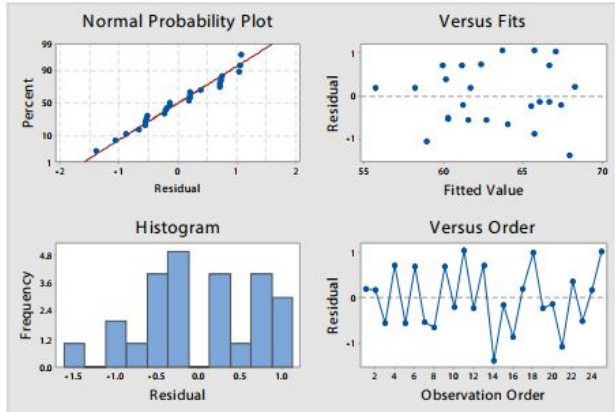 Normal Probability Plot
99
90
50
10
1
Percent
-2 -1 0 1 2
Residual
Versus Fits
1
0
-1
Residual
55 60 65 70
Fitted Value
Histogram
4.8
3.6
2.4
1.2
0.0
Frequency
-1.5 -1.0 -0.5 0.0 0.5 1.0
Residual
Versus Order
1
0
-1
Residual
2 4 6 8 10 12 14 16 18 20 22 24
Observation Order